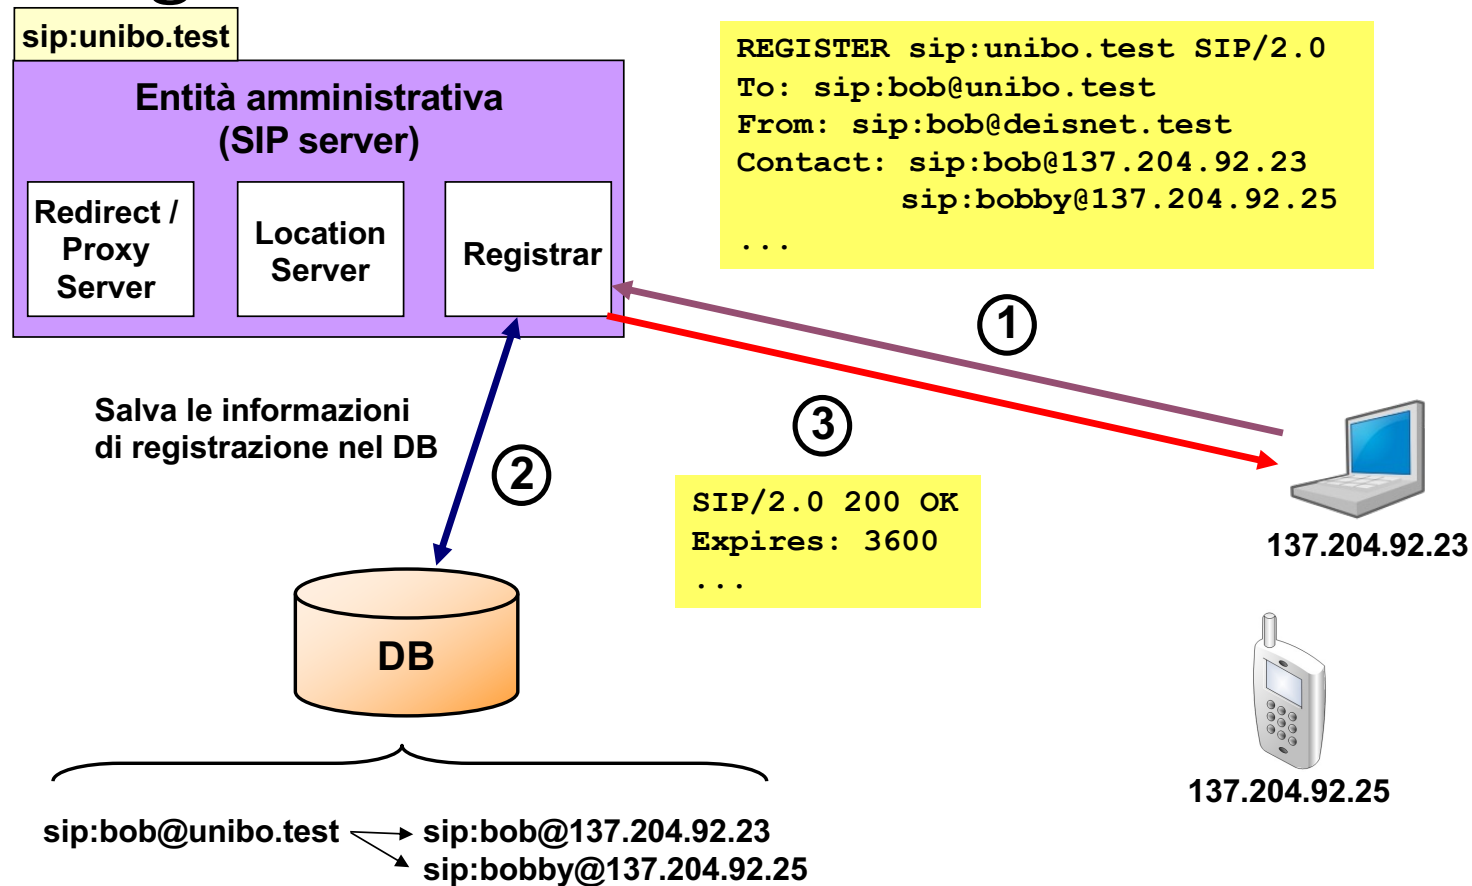 sip:unibo.test
Entità amministrativa
(SIP server)
Redirect /
Proxy
Server
Location
Server
Registrar
REGISTER sip:unibo.test SIP/2.0
To: sip:bob@unibo.test
From: sip:bob@deisnet.test
Contact: sip:bob@137.204.92.23
sip:bobby@137.204.92.25
...
1
Salva le informazioni
di registrazione nel DB
2
3
SIP/2.0 200 OK
Expires: 3600
...
137.204.92.23
DB
137.204.92.25
sip:bob@unibo.test
sip:bob@137.204.92.23
sip:bobby@137.204.92.25